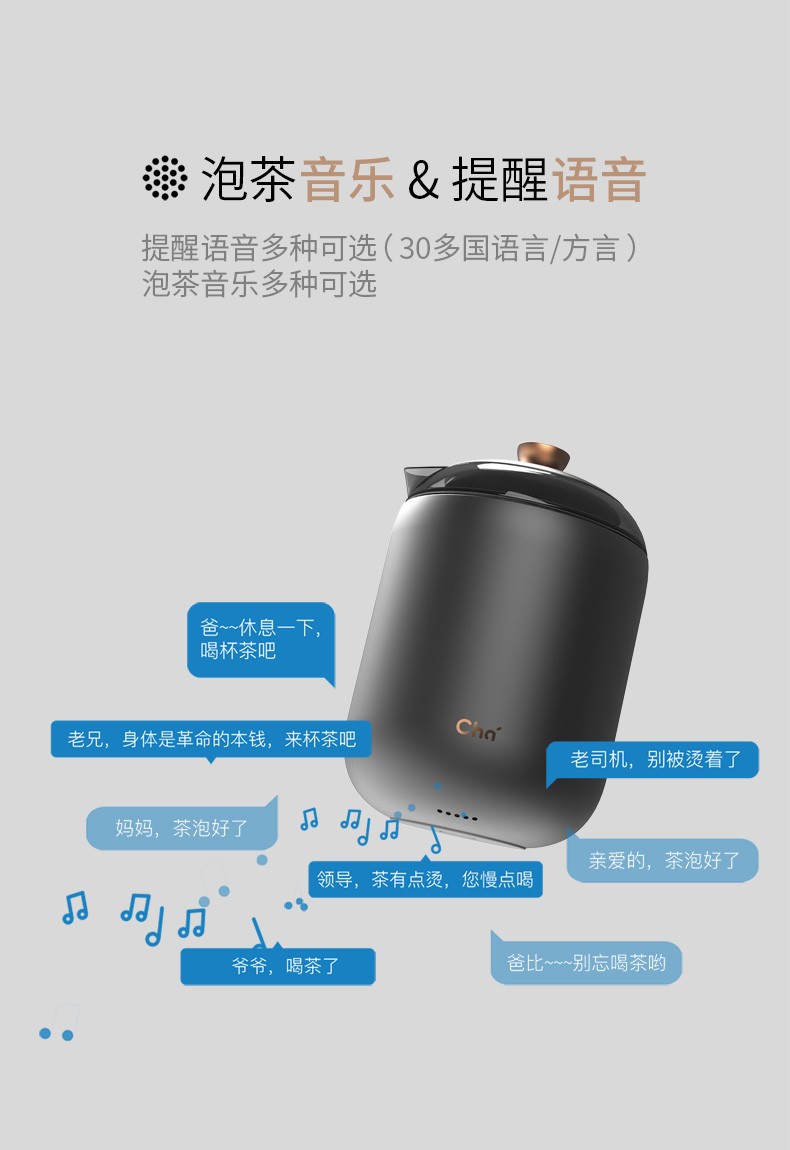 泡茶音乐 & 提醒语音
提醒语音多种可选（30多国语言/方言）
泡茶音乐多种可选
爸~~休息一下，
喝杯茶吧
Cha
老兄，身体是革命的本钱，来杯茶吧
老司机，别被烫着了
妈妈，茶泡好了
亲爱的，茶泡好了
领导，茶有点烫，您慢点喝
爷爷，喝茶了
爸比~~~别忘喝茶哟